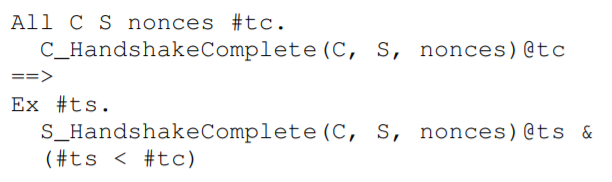 All C S nonces #tc.
C_HandshakeComplete(C, S, nonces)@tc
==>
Ex #ts.
S_HandshakeComplete(C, S, nonces)@ts &
(#ts < #tc)